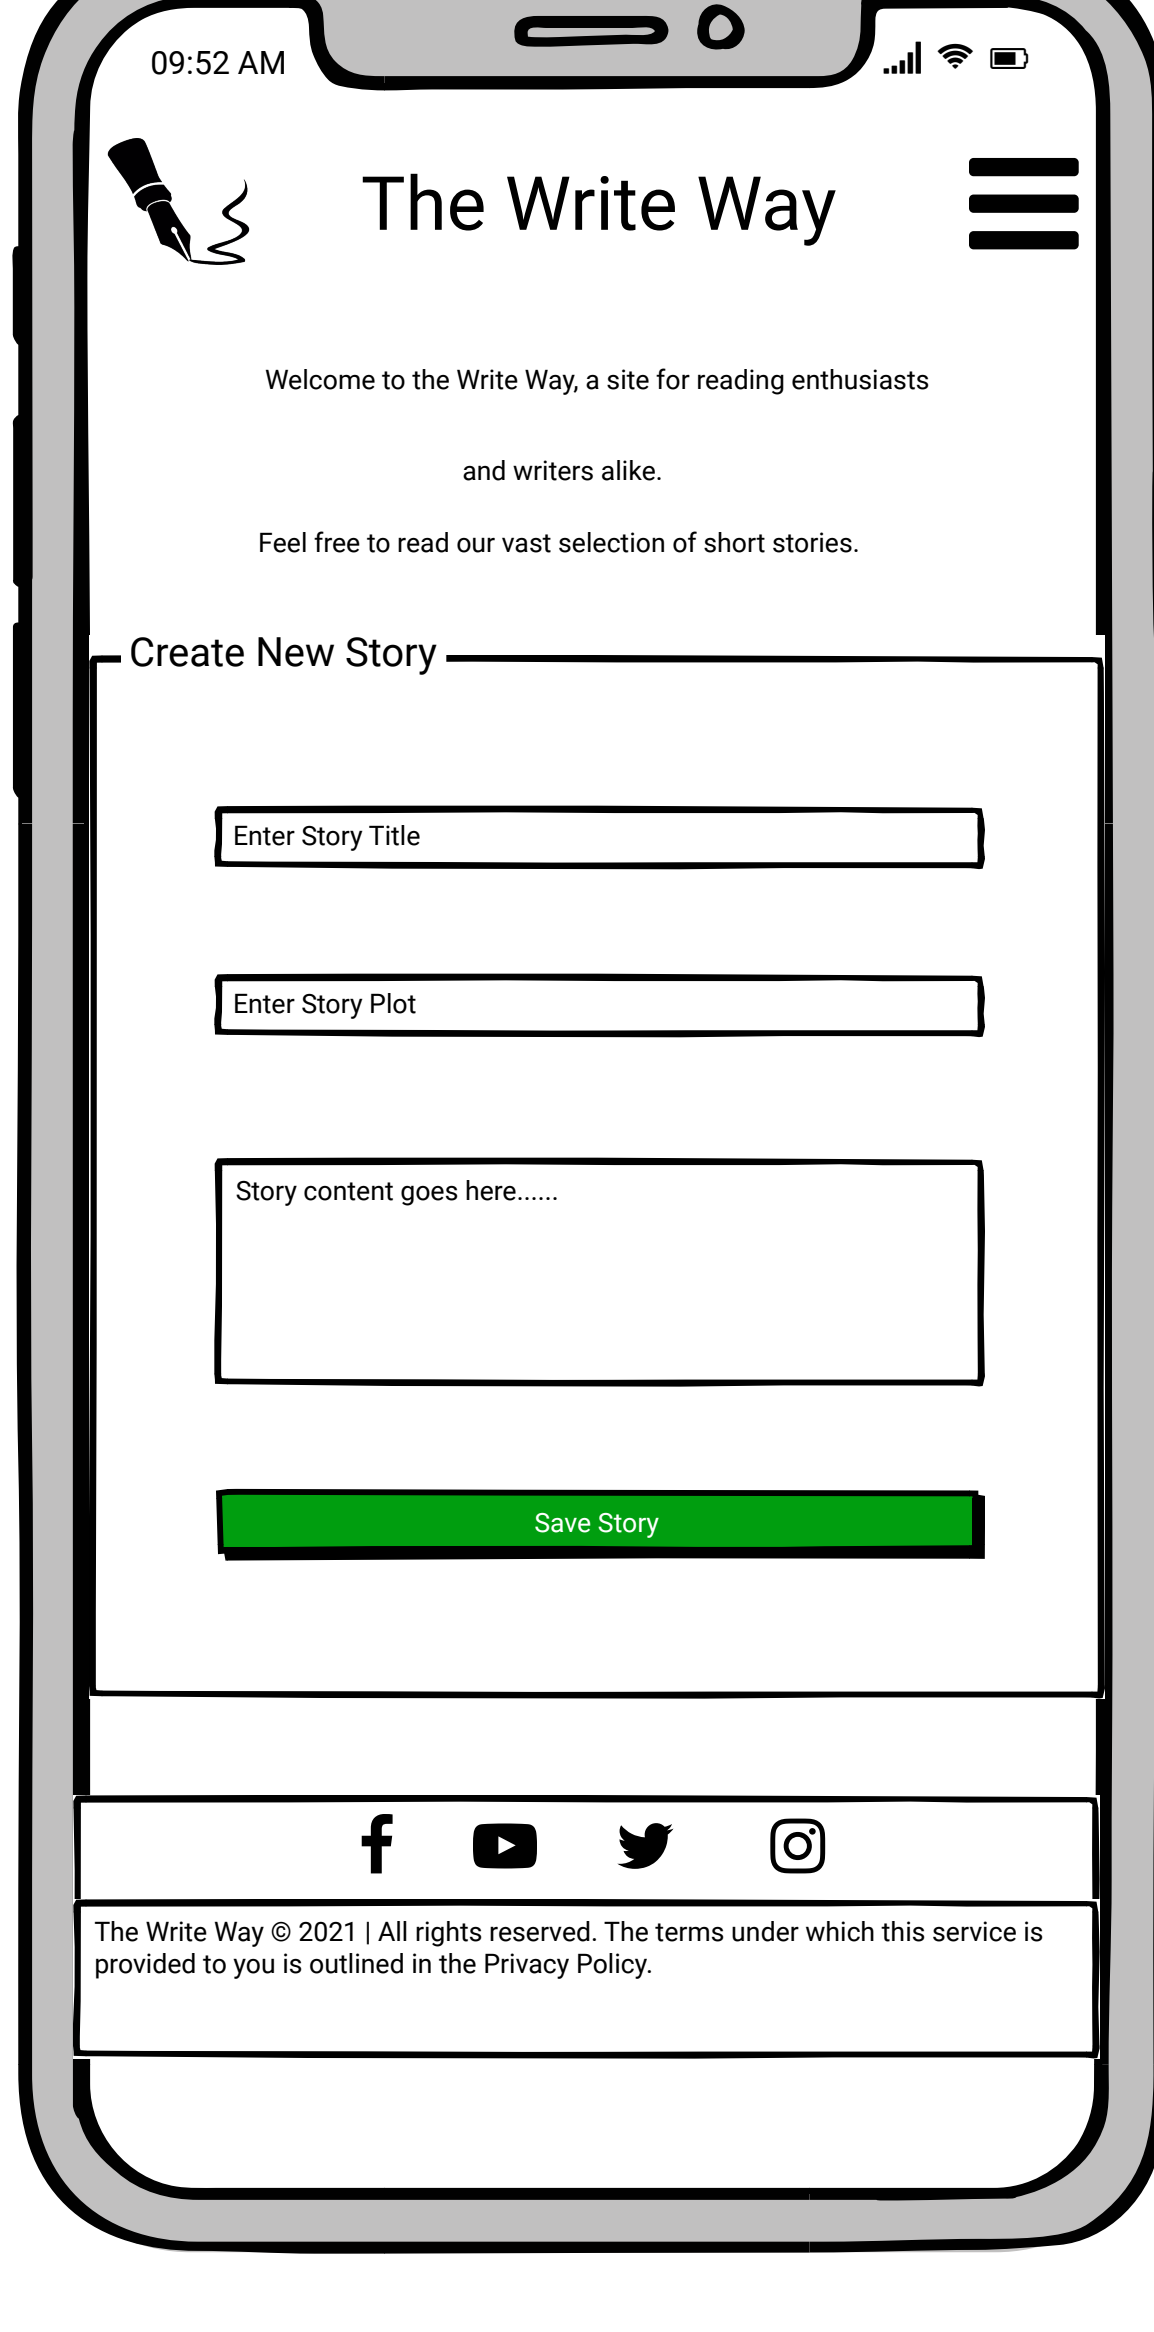 09:52 AM
The Write Way
Welcome to the Write Way, a site for reading enthusiasts
and writers alike.
Feel free to read our vast selection of short stories.
Create New Story
Enter Story Title
Enter Story Plot
Story content goes here......
Save Story
The Write Way © 2021 | All rights reserved. The terms under which this service is
provided to you is outlined in the Privacy Policy.